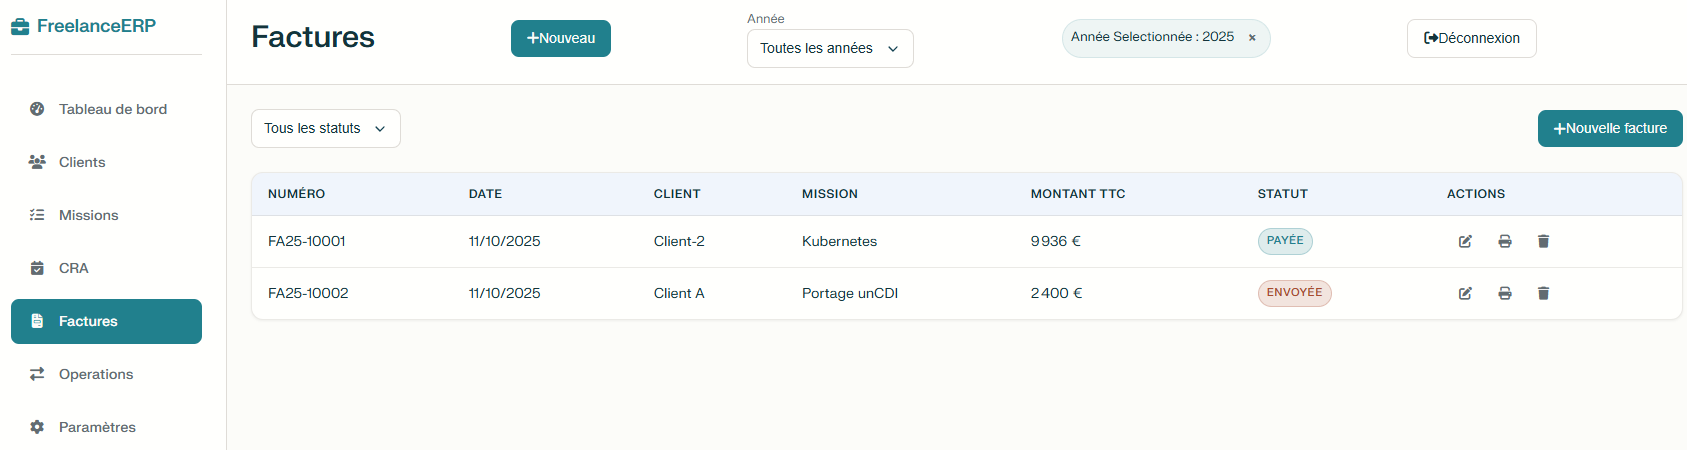 FreelanceERP
Tableau de bord
Clients
Missions
CRA
Factures
Operations
Paramètres
Factures
+Nouveau
Année
Toutes les années
Année Selectionnée : 2025 ×
Déconnexion
Tous les statuts
+Nouvelle facture
NUMÉRO DATE CLIENT MISSION MONTANT TTC STATUT ACTIONS
FA25-10001 11/10/2025 Client-2 Kubernetes 9 936 € PAYÉE
FA25-10002 11/10/2025 Client A Portage unCDI 2 400 € ENVOYÉE